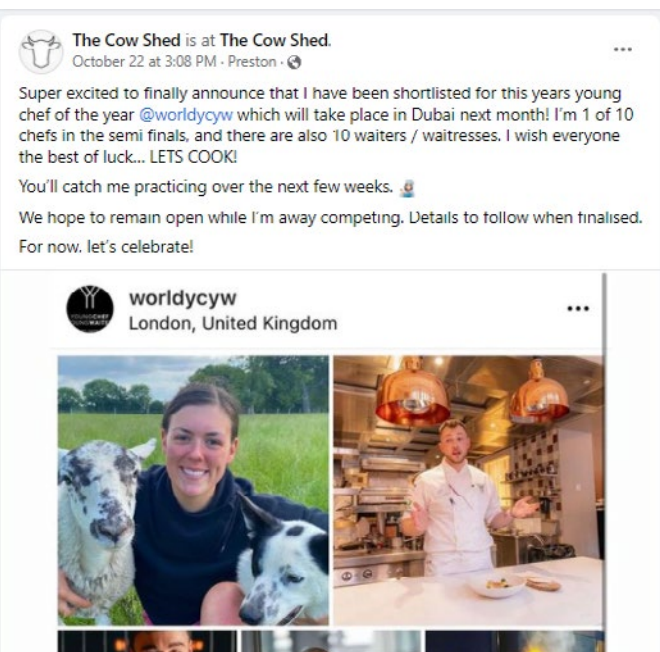 The Cow Shed is at The Cow Shed.
October 22 at 3:08 PM · Preston ·
Super excited to finally announce that I have been shortlisted for this years young
chef of the year @worldycyw which will take place in Dubai next month! I'm 1 of 10
chefs in the semi finals, and there are also 10 waiters / waitresses. I wish everyone
the best of luck... LETS COOK!
You'll catch me practicing over the next few weeks.
We hope to remain open while I'm away competing. Details to follow when finalised.
For now, let's celebrate!
worldycyw
London, United Kingdom